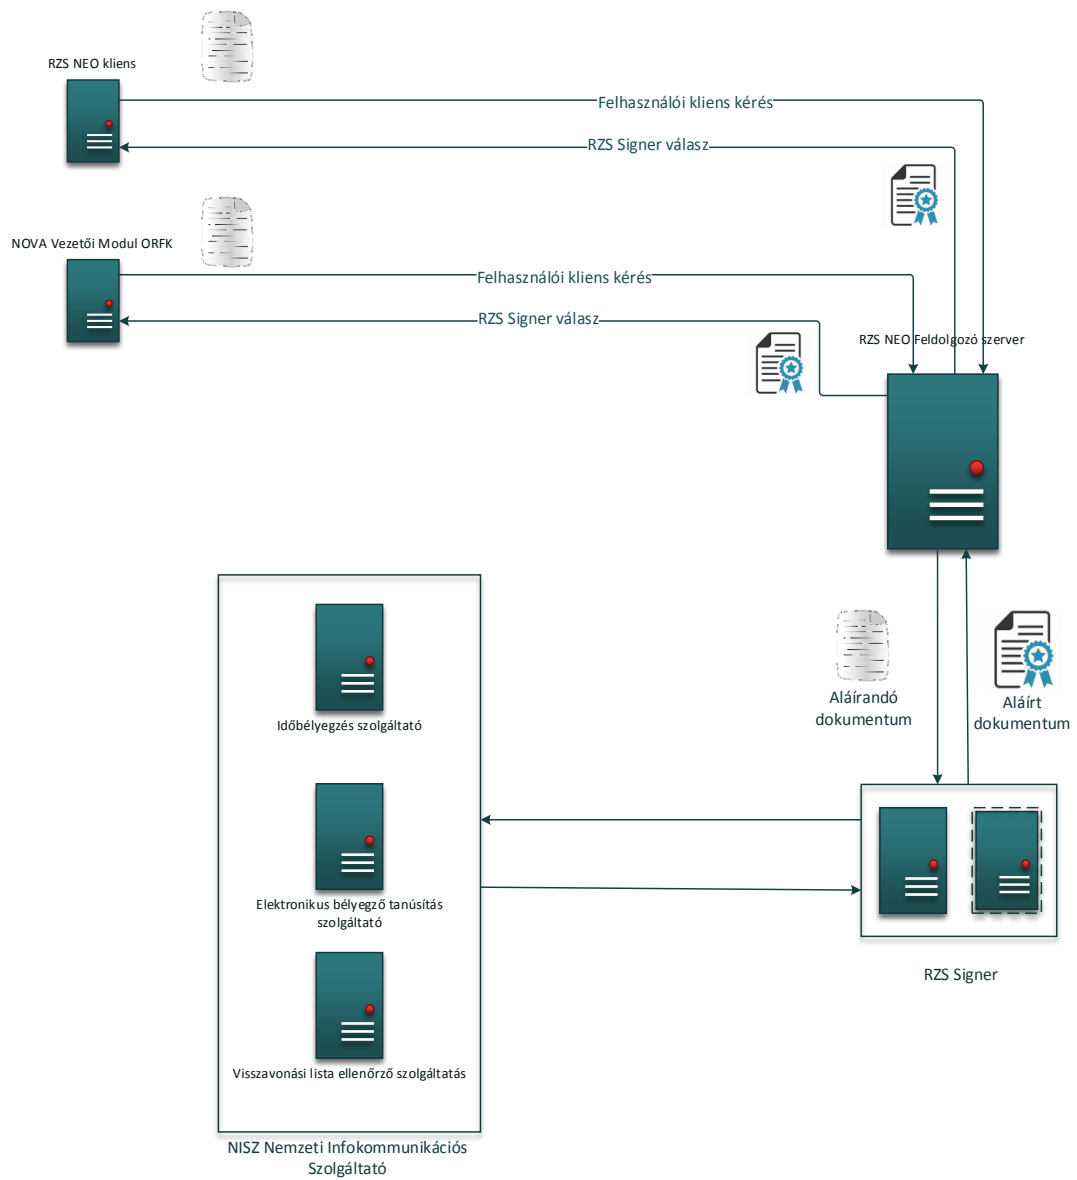 RZS NEO kliens
Felhasználói kliens kérés
RZS Signer válasz
NOVA Vezetői Modul ORFK
Felhasználói kliens kérés
RZS Signer válasz
RZS NEO Feldolgozó szerver
Aláírandó
dokumentum
Aláírt
dokumentum
Időbélyegzés szolgáltató
Elektronikus bélyegző tanúsítás
szolgáltató
RZS Signer
Visszavonási lista ellenőrző szolgáltatás
NISZ Nemzeti Infokommunikációs
Szolgáltató